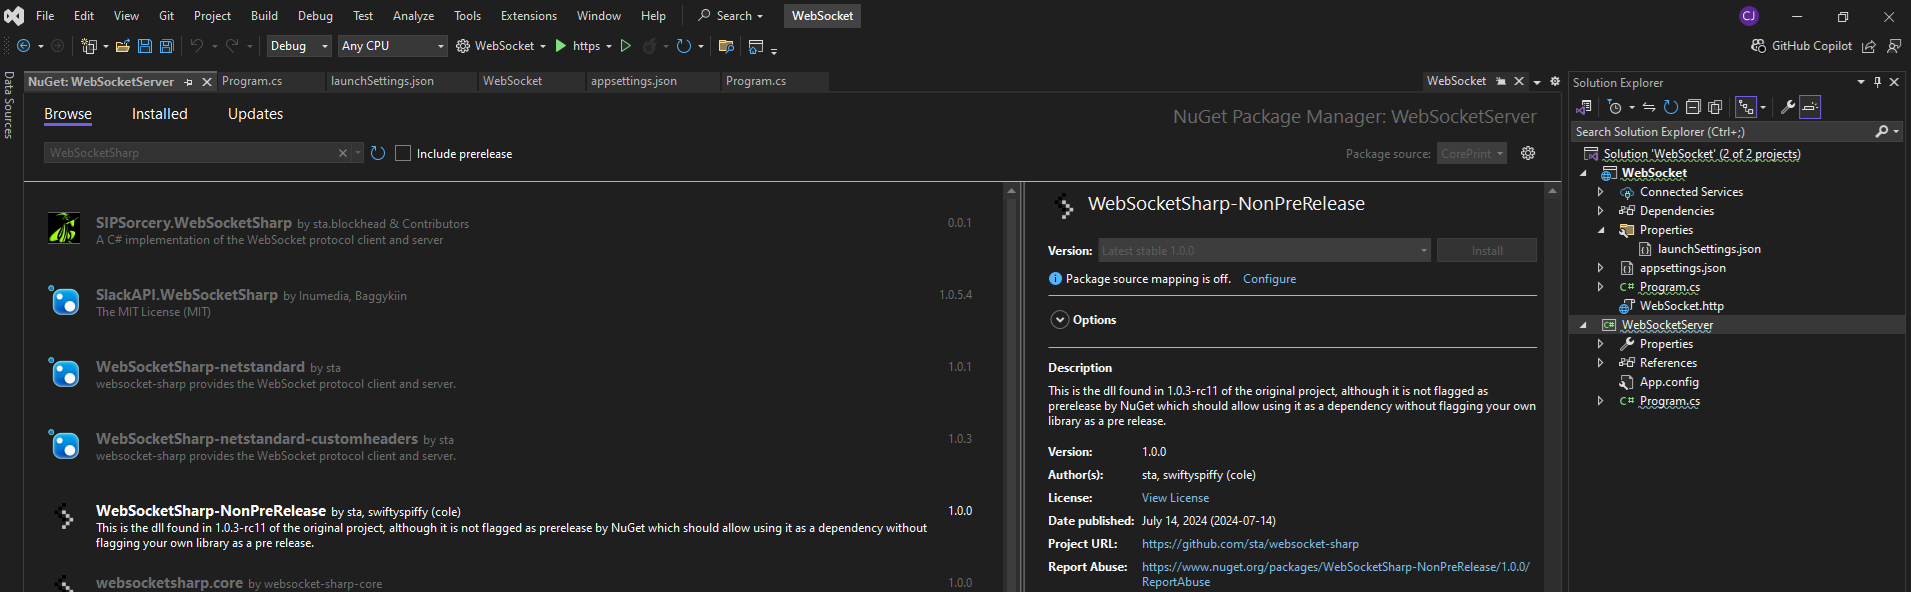 File Edit View Git Project Build Debug Test Analyze Tools Extensions Window Help Search WebSocket CJ
Debug Any CPU WebSocket https GitHub Copilot
Data Sources
NuGet: WebSocketServer Program.cs launchSettings.json WebSocket appsettings.json Program.cs WebSocket
Browse Installed Updates
NuGet Package Manager: WebSocketServer
WebSocketSharp Include prerelease
Package source: CorePrint
SIPSorcery.WebSocketSharp by sta.blockhead & Contributors 0.0.1
A C# implementation of the WebSocket protocol client and server
SlackAPI.WebSocketSharp by Inumedia, Baggykiin 1.0.5.4
The MIT License (MIT)
WebSocketSharp-netstandard by sta 1.0.1
websocket-sharp provides the WebSocket protocol client and server.
WebSocketSharp-netstandard-customheaders by sta 1.0.3
websocket-sharp provides the WebSocket protocol client and server.
WebSocketSharp-NonPreRelease by sta, swiftyspiffy (cole) 1.0.0
This is the dll found in 1.0.3-rc11 of the original project, although it is not flagged as prerelease by NuGet which should allow using it as a dependency without
flagging your own library as a pre release.
websocketsharp.core by websocket-sharp-core 1.0.0
WebSocketSharp-NonPreRelease
Version: Latest stable 1.0.0 Install
Package source mapping is off. Configure
Options
Description
This is the dll found in 1.0.3-rc11 of the original project, although it is not flagged as
prerelease by NuGet which should allow using it as a dependency without flagging your own
library as a pre release.
Version: 1.0.0
Author(s): sta, swiftyspiffy (cole)
License: View License
Date published: July 14, 2024 (2024-07-14)
Project URL: https://github.com/sta/websocket-sharp
Report Abuse: https://www.nuget.org/packages/WebSocketSharp-NonPreRelease/1.0.0/
ReportAbuse
Solution Explorer
Search Solution Explorer (Ctrl+;)
Solution 'WebSocket' (2 of 2 projects)
WebSocket
Connected Services
Dependencies
Properties
launchSettings.json
appsettings.json
C# Program.cs
WebSocket.http
C# WebSocketServer
Properties
References
App.config
C# Program.cs